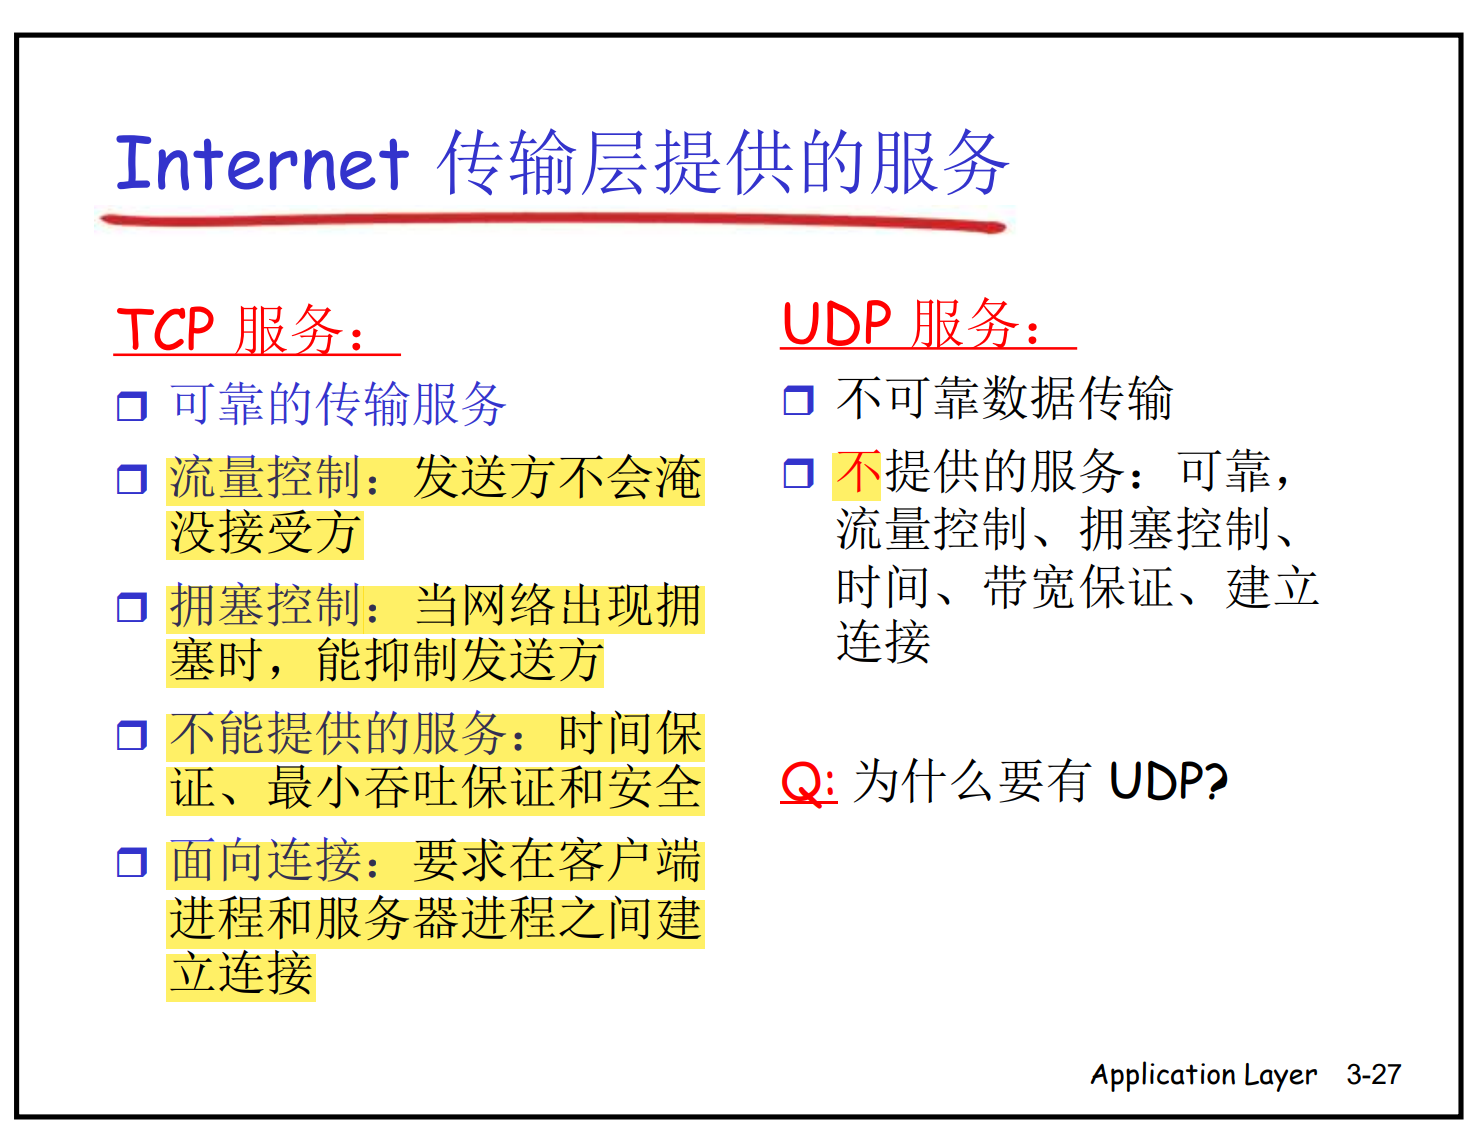 Internet 传输层提供的服务
TCP 服务：
可靠的传输服务
流量控制：发送方不会淹
没接受方
拥塞控制：当网络出现拥
塞时，能抑制发送方
不能提供的服务：时间保
证、最小吞吐保证和安全
面向连接：要求在客户端
进程和服务器进程之间建
立连接
UDP 服务：
不可靠数据传输
不提供的服务：可靠，
流量控制、拥塞控制、
时间、带宽保证、建立
连接
Q: 为什么要有 UDP?
Application Layer 3-27